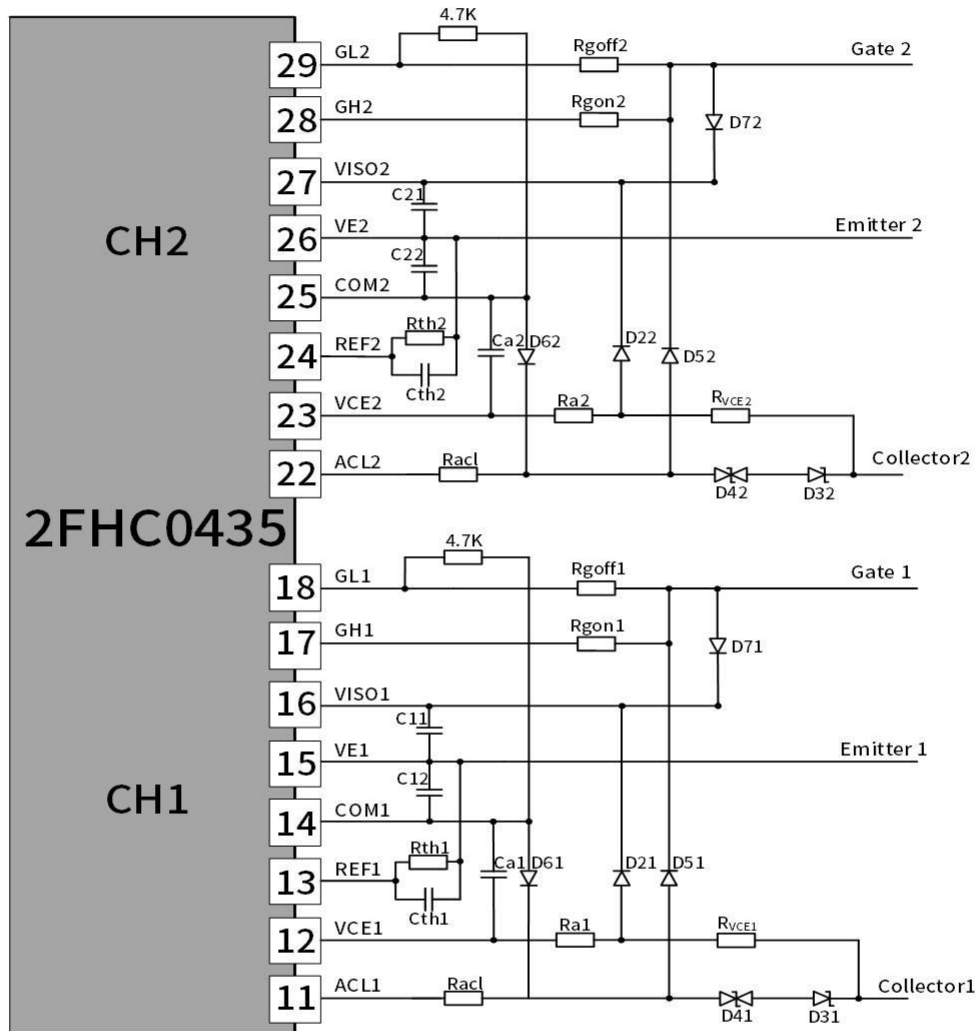 4.7K
29 GL2 Rgoff2 Gate 2
28 GH2 Rgon2
D72
27 VISO2
C21
CH2 26 VE2 Emitter 2
C22
25 COM2
Rth2 Ca2 D62 D22 D52
24 REF2
Cth2
23 VCE2 Ra2 RVCE2
22 ACL2 Racl Collector2
D42 D32
2FHC0435
4.7K
18 GL1 Rgoff1 Gate 1
17 GH1 Rgon1
D71
16 VISO1
C11
15 VE1 Emitter 1
C12
CH1
14 COM1
Rth1 Ca1 D61 D21 D51
13 REF1
Cth1
12 VCE1 Ra1 RVCE1
11 ACL1 Racl Collector1
D41 D31